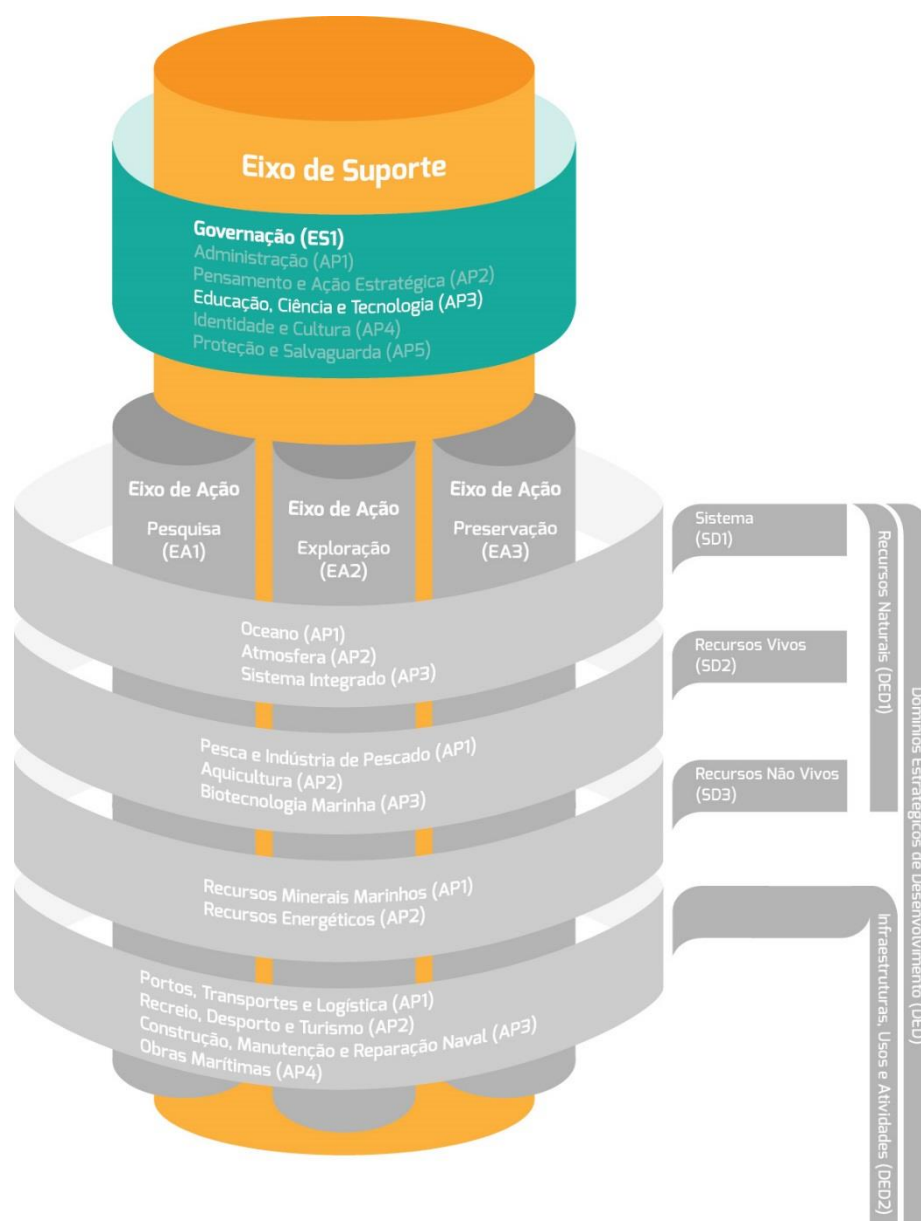 Eixo de Suporte
Governação (ES1)
Administração (AP1)
Pensamento e Ação Estratégica (AP2)
Educação, Ciência e Tecnologia (AP3)
Identidade e Cultura (AP4)
Proteção e Salvaguarda (AP5)
Eixo de Ação
Pesquisa
(EA1)
Eixo de Ação
Exploração
(EA2)
Eixo de Ação
Preservação
(EA3)
Oceano (AP1)
Atmosfera (AP2)
Sistema Integrado (AP3)
Pesca e Indústria de Pescado (AP1)
Aquicultura (AP2)
Biotecnologia Marinha (AP3)
Recursos Minerais Marinhos (AP1)
Recursos Energéticos (AP2)
Portos, Transportes e Logística (AP1)
Recreio, Desporto e Turismo (AP2)
Construção, Manutenção e Reparação Naval (AP3)
Obras Marítimas (AP4)
Sistema
(SD1)
Recursos Vivos
(SD2)
Recursos Não Vivos
(SD3)
Recursos Naturais (DED1)
Infraestruturas, Usos e Atividades (DED2)
Domínios Estratégicos de Desenvolvimento (DED)